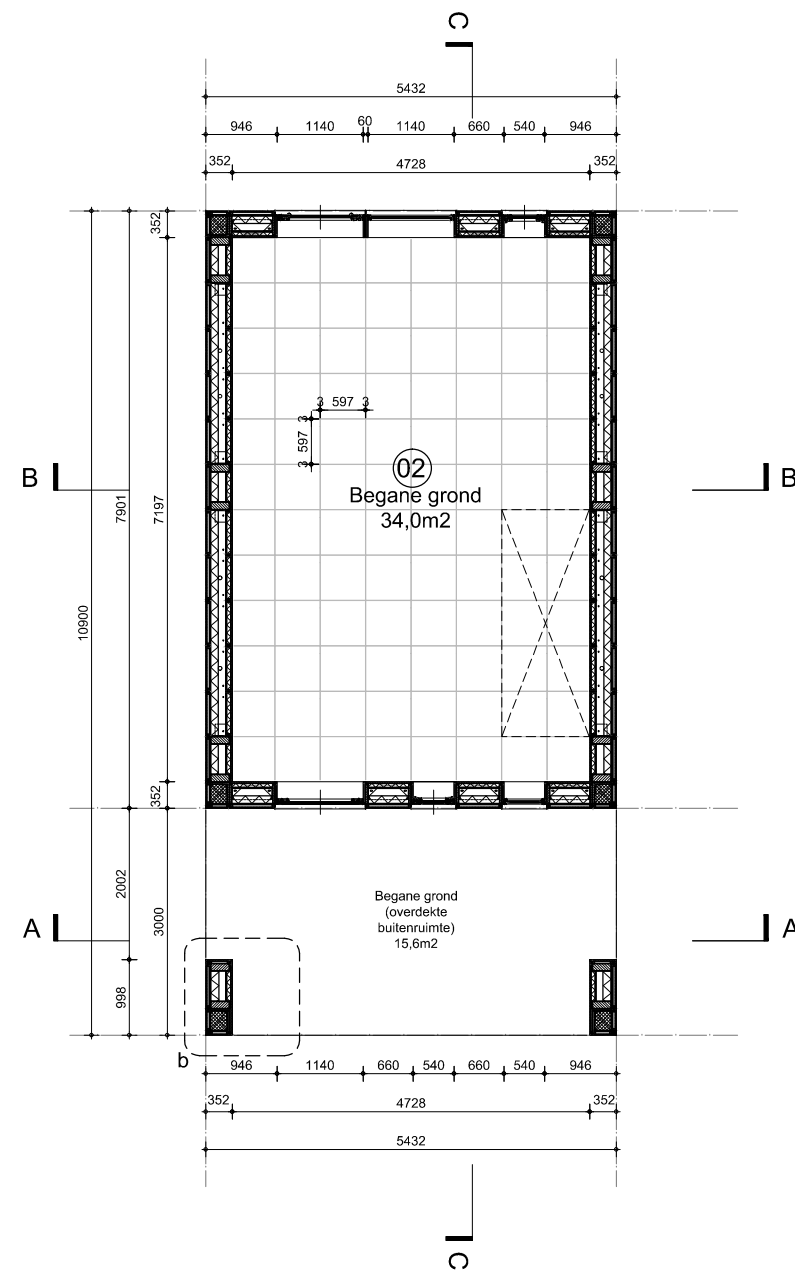 C
5432
946 1140 60 1140 660 540 946
352 4728 352
352
3 597 3
3 597 3
02
Begane grond
34,0m2
B B
7901 7197
10900
352
Begane grond
(overdekte
buitenruimte)
15,6m2
2002
3000
A A
998
b
946 1140 660 540 660 540 946
352 4728 352
5432
C